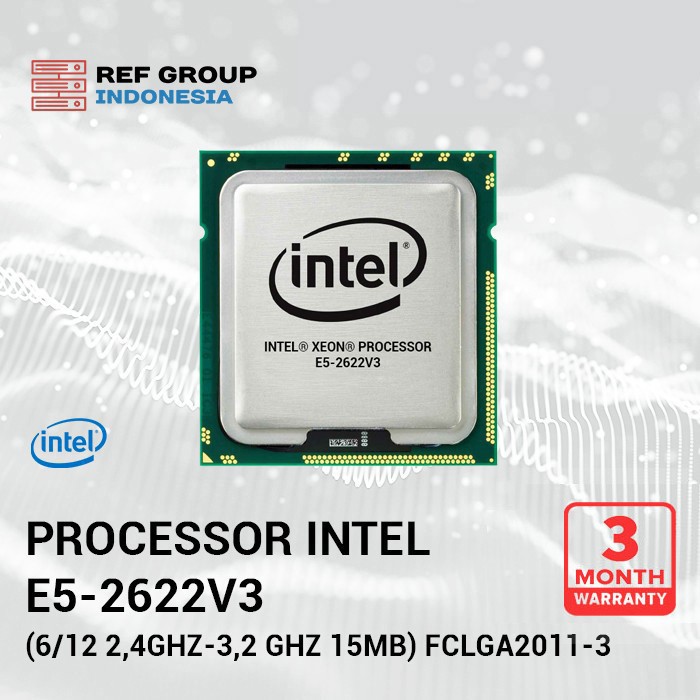 REF GROUP
INDONESIA
intel®
INTEL® XEON® PROCESSOR
E5-2622V3
intel
PROCESSOR INTEL
E5-2622V3
(6/12 2,4GHZ-3,2 GHZ 15MB) FCLGA2011-3
3
MONTH
WARRANTY